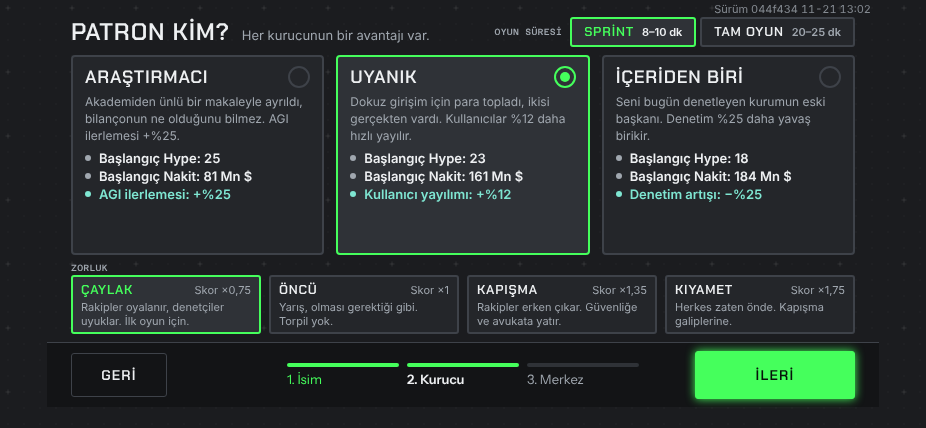 Sürüm 044f434 11-21 13:02
PATRON KİM? Her kurucunun bir avantajı var.
OYUN SÜRESİ SPRİNT 8–10 dk TAM OYUN 20–25 dk
ARAŞTIRMACI
Akademiden ünlü bir makaleyle ayrıldı,
bilançonun ne olduğunu bilmez. AGI
ilerlemesi +%25.
Başlangıç Hype: 25
Başlangıç Nakit: 81 Mn $
AGI ilerlemesi: +%25
UYANIK
Dokuz girişim için para topladı, ikisi
gerçekten vardı. Kullanıcılar %12 daha
hızlı yayılır.
Başlangıç Hype: 23
Başlangıç Nakit: 161 Mn $
Kullanıcı yayılımı: +%12
İÇERİDEN BİRİ
Seni bugün denetleyen kurumun eski
başkanı. Denetim %25 daha yavaş
birikir.
Başlangıç Hype: 18
Başlangıç Nakit: 184 Mn $
Denetim artışı: −%25
ZORLUK
ÇAYLAK Skor ×0,75
Rakipler oyalanır, denetçiler
uyuklar. İlk oyun için.
ÖNCÜ Skor ×1
Yarış, olması gerektiği gibi.
Torpil yok.
KAPIŞMA Skor ×1,35
Rakipler erken çıkar. Güvenliğe
ve avukata yatır.
KIYAMET Skor ×1,75
Herkes zaten önde. Kapışma
galiplerine.
GERİ
1. İsim
2. Kurucu
3. Merkez
İLERİ